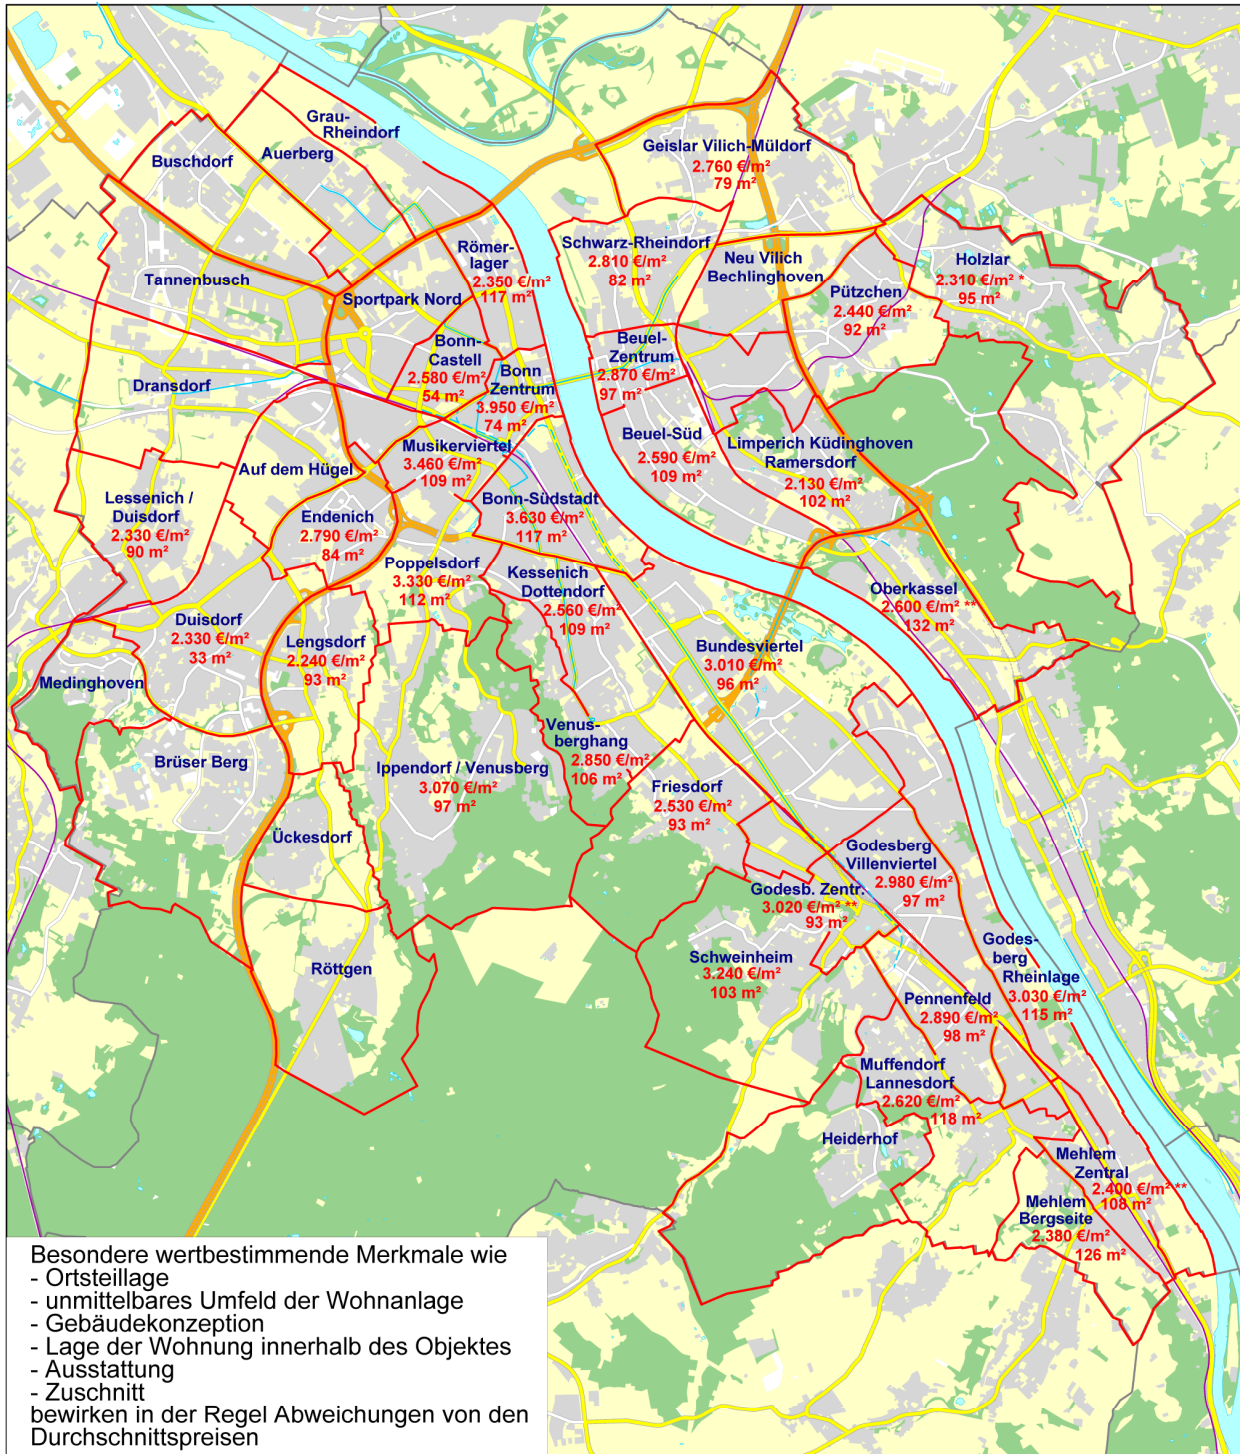 Grau-
Rheindorf
Auerberg
Buschdorf
Geislar Vilich-Müldorf
2.760 €/m²
79 m²
Römer-
lager
2.350 €/m²
117 m²
Schwarz-Rheindorf
2.810 €/m²
82 m²
Neu Vilich
Bechlinghoven
Holzlar
2.310 €/m² *
95 m²
Tannenbusch
Sportpark Nord
Pützchen
2.440 €/m²
92 m²
Bonn-
Castell
2.580 €/m²
54 m²
Bonn
Zentrum
3.950 €/m²
74 m²
Beuel-
Zentrum
2.870 €/m²
97 m²
Dransdorf
Musikerviertel
3.460 €/m²
109 m²
Beuel-Süd
2.590 €/m²
109 m²
Limperich Küdinghoven
Ramersdorf
2.130 €/m²
102 m²
Auf dem Hügel
Lessenich /
Duisdorf
2.330 €/m²
90 m²
Endenich
2.790 €/m²
84 m²
Bonn-Südstadt
3.630 €/m²
117 m²
Poppelsdorf
3.330 €/m²
112 m²
Kessenich
Dottendorf
2.560 €/m²
109 m²
Oberkassel
2.600 €/m² **
132 m²
Duisdorf
2.330 €/m²
33 m²
Lengsdorf
2.240 €/m²
93 m²
Bundesviertel
3.010 €/m²
96 m²
Medinghoven
Venus-
berghang
2.850 €/m²
106 m²
Brüser Berg
Ippendorf / Venusberg
3.070 €/m²
97 m²
Friesdorf
2.530 €/m²
93 m²
Ückesdorf
Godesberg
Villenviertel
2.980 €/m²
97 m²
Godesb. Zentr.
3.020 €/m² **
93 m²
Röttgen
Schweinheim
3.240 €/m²
103 m²
Godes-
berg
Rheinlage
3.030 €/m²
115 m²
Pennenfeld
2.890 €/m²
98 m²
Muffendorf
Lannesdorf
2.620 €/m²
118 m²
Heiderhof
Mehlem
Zentral
2.400 €/m² **
108 m²
Mehlem
Bergseite
2.380 €/m²
126 m²
Besondere wertbestimmende Merkmale wie
- Ortsteillage
- unmittelbares Umfeld der Wohnanlage
- Gebäudekonzeption
- Lage der Wohnung innerhalb des Objektes
- Ausstattung
- Zuschnitt
bewirken in der Regel Abweichungen von den
Durchschnittspreisen